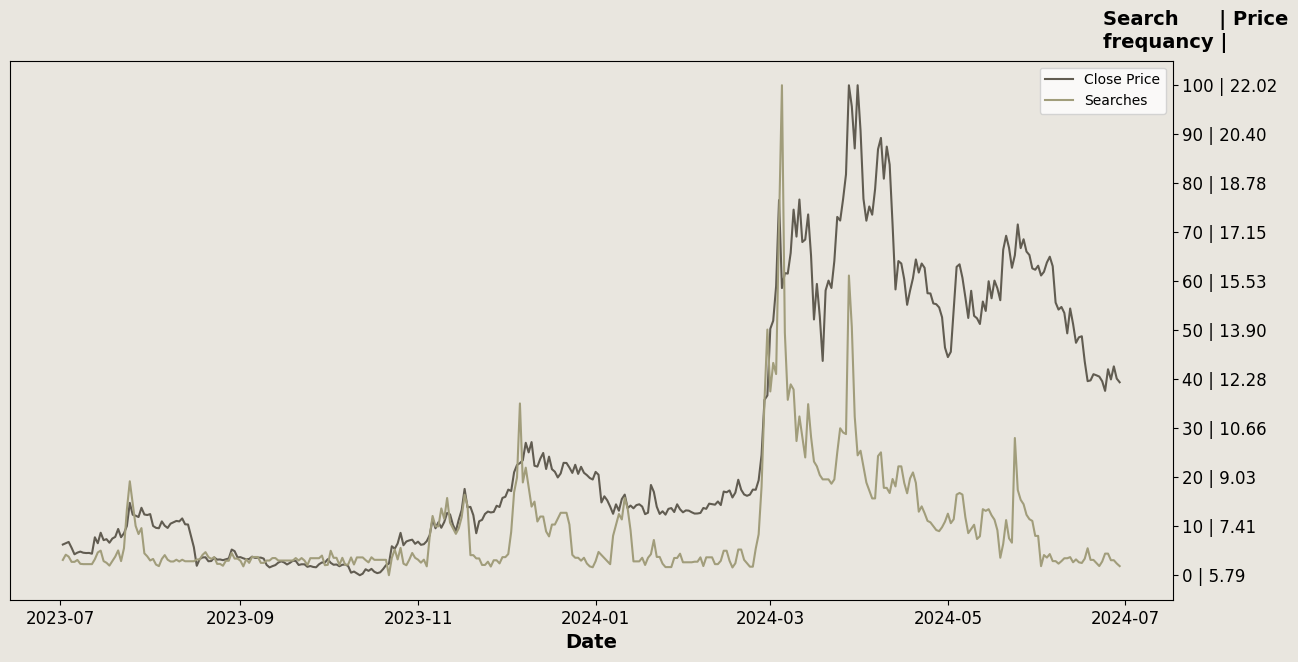 Search | Price
frequancy |
Close Price
Searches
100 | 22.02
90 | 20.40
80 | 18.78
70 | 17.15
60 | 15.53
50 | 13.90
40 | 12.28
30 | 10.66
20 | 9.03
10 | 7.41
0 | 5.79
2023-07 2023-09 2023-11 2024-01 2024-03 2024-05 2024-07
Date